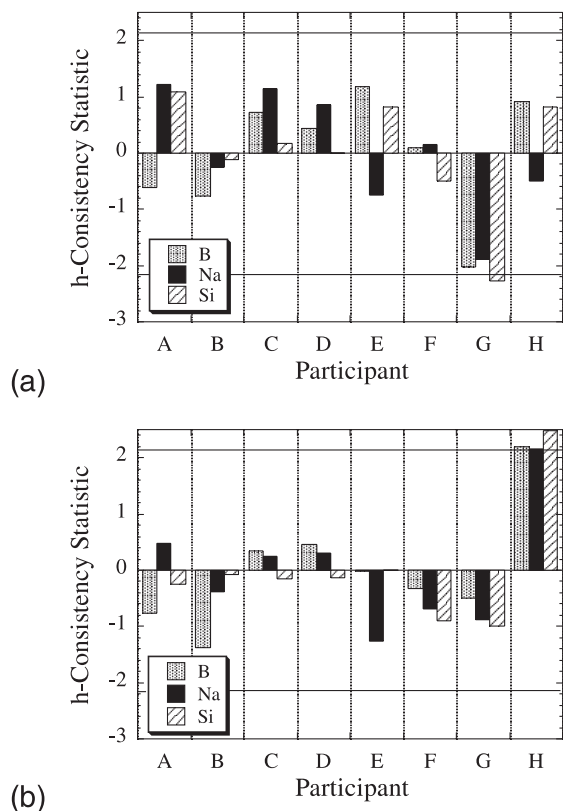 2
1
0
-1
-2
-3
h-Consistency Statistic
B
Na
Si
A B C D E F G H
Participant
(a)
2
1
0
-1
-2
-3
h-Consistency Statistic
B
Na
Si
A B C D E F G H
Participant
(b)